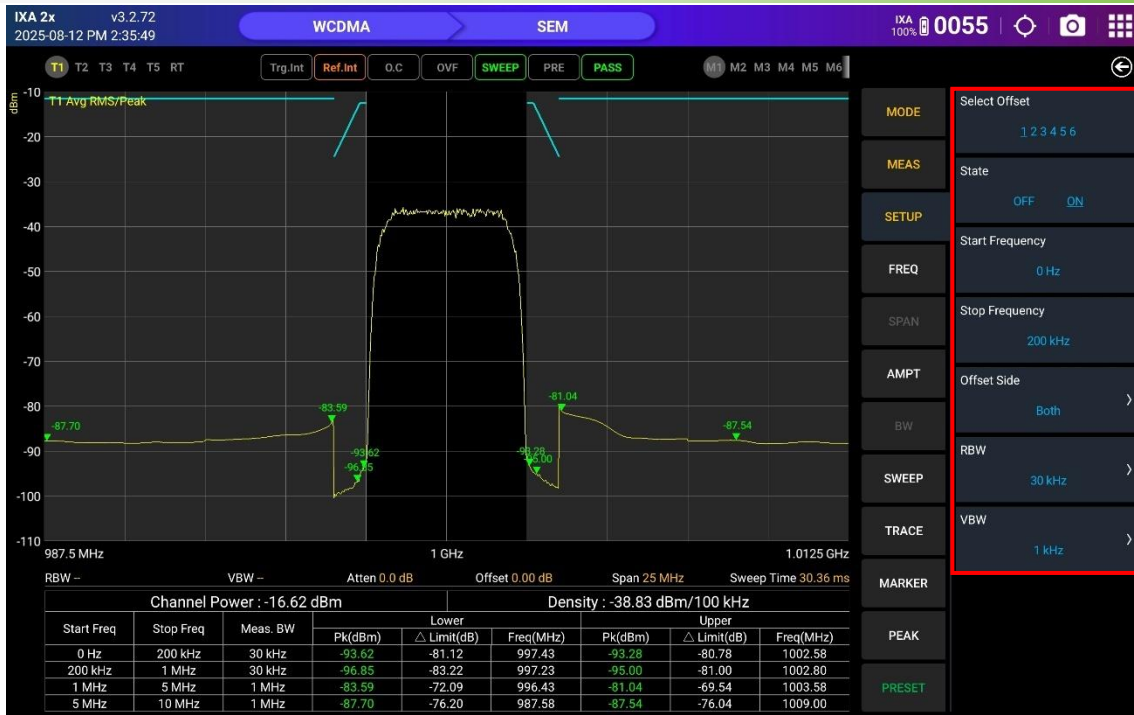 IXA 2x v3.2.72
2025-08-12 PM 2:35:49
WCDMA SEM
IXA 100% 0055
T1 T2 T3 T4 T5 RT Trg.Int Ref.Int O.C OVF SWEEP PRE PASS M1 M2 M3 M4 M5 M6
dBm
T1 Avg RMS/Peak
-10
-20
-30
-40
-50
-60
-70
-80
-90
-100
-110
-87.70
-83.59
-93.62
-96.85
-81.04
-93.28
-95.00
-87.54
987.5 MHz 1 GHz 1.0125 GHz
RBW -- VBW -- Atten 0.0 dB Offset 0.00 dB Span 25 MHz Sweep Time 30.36 ms
Channel Power : -16.62 dBm Density : -38.83 dBm/100 kHz
Start Freq Stop Freq Meas. BW Lower Upper
Pk(dBm) △ Limit(dB) Freq(MHz) Pk(dBm) △ Limit(dB) Freq(MHz)
0 Hz 200 kHz 30 kHz -93.62 -81.12 997.43 -93.28 -80.78 1002.58
200 kHz 1 MHz 30 kHz -96.85 -83.22 997.23 -95.00 -81.00 1002.80
1 MHz 5 MHz 1 MHz -83.59 -72.09 996.43 -81.04 -69.54 1003.58
5 MHz 10 MHz 1 MHz -87.70 -76.20 987.58 -87.54 -76.04 1009.00
MODE
MEAS
SETUP
FREQ
SPAN
AMPT
BW
SWEEP
TRACE
MARKER
PEAK
PRESET
Select Offset
1 2 3 4 5 6
State
OFF ON
Start Frequency
0 Hz
Stop Frequency
200 kHz
Offset Side
Both
RBW
30 kHz
VBW
1 kHz